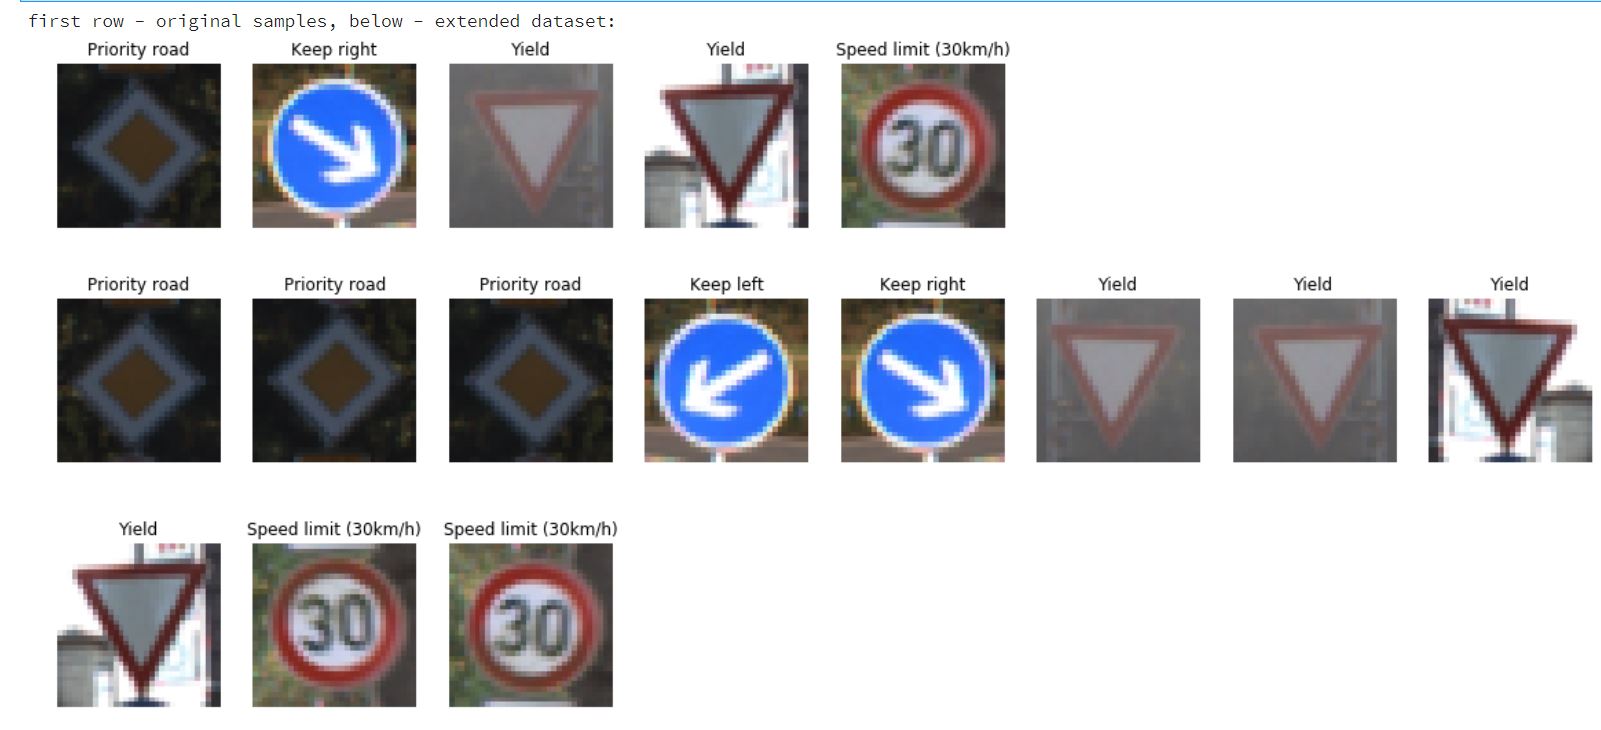 first row - original samples, below - extended dataset:
Priority road Keep right Yield Yield Speed limit (30km/h)
30
Priority road Priority road Priority road Keep left Keep right Yield Yield Yield
Yield Speed limit (30km/h) Speed limit (30km/h)
30 30